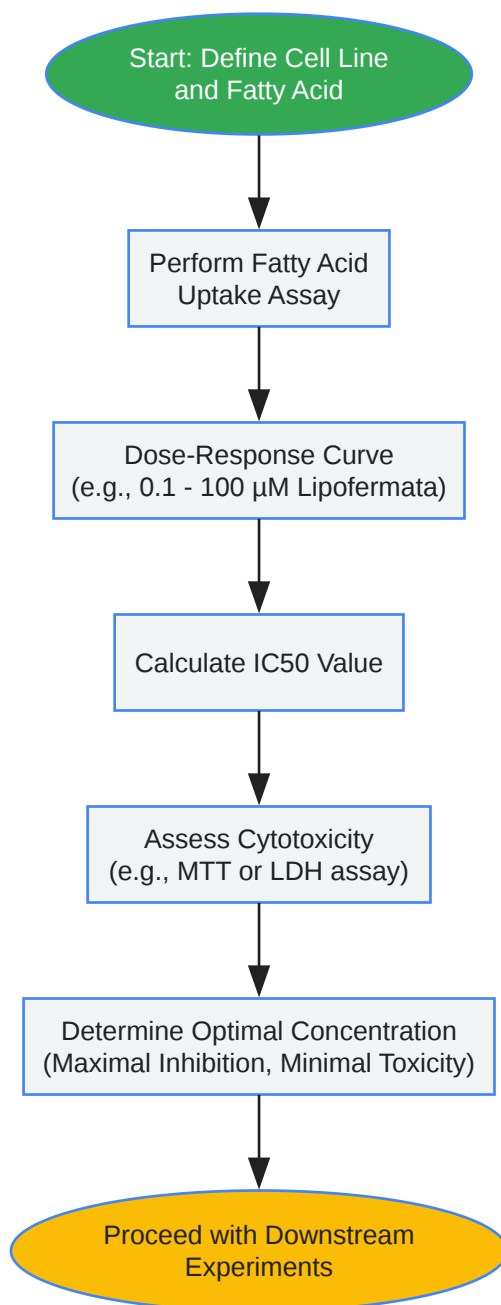 Start: Define Cell Line
and Fatty Acid
Perform Fatty Acid
Uptake Assay
Dose-Response Curve
(e.g., 0.1 - 100 µM Lipofermata)
Calculate IC50 Value
Assess Cytotoxicity
(e.g., MTT or LDH assay)
Determine Optimal Concentration
(Maximal Inhibition, Minimal Toxicity)
Proceed with Downstream
Experiments